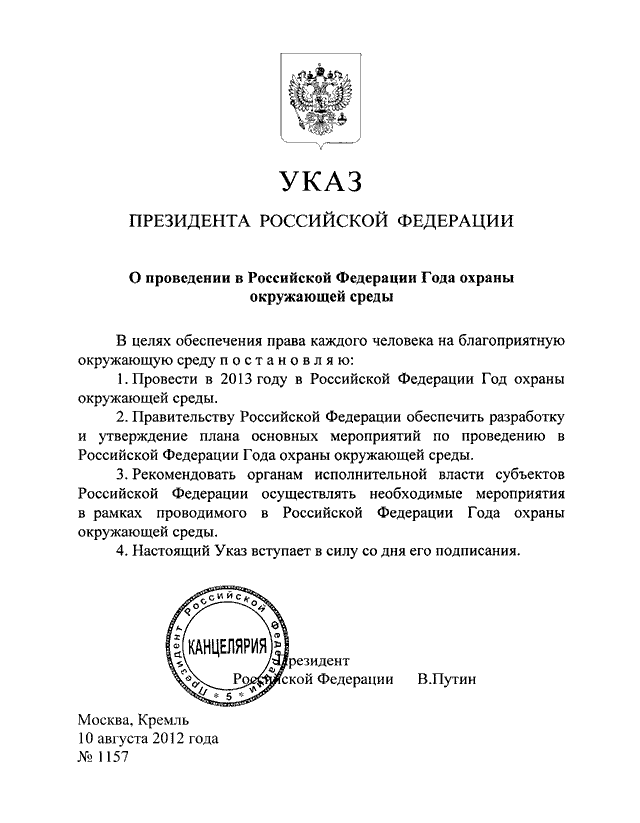 УКАЗ
ПРЕЗИДЕНТА РОССИЙСКОЙ ФЕДЕРАЦИИ
О проведении в Российской Федерации Года охраны
окружающей среды
В целях обеспечения права каждого человека на благоприятную
окружающую среду п о с т а н о в л я ю:
1. Провести в 2013 году в Российской Федерации Год охраны
окружающей среды.
2. Правительству Российской Федерации обеспечить разработку
и утверждение плана основных мероприятий по проведению в
Российской Федерации Года охраны окружающей среды.
3. Рекомендовать органам исполнительной власти субъектов
Российской Федерации осуществлять необходимые мероприятия
в рамках проводимого в Российской Федерации Года охраны
окружающей среды.
4. Настоящий Указ вступает в силу со дня его подписания.
Президент Российской Федерации
КАНЦЕЛЯРИЯ
* 5 *
Президент
Российской Федерации В.Путин
Москва, Кремль
10 августа 2012 года
№ 1157